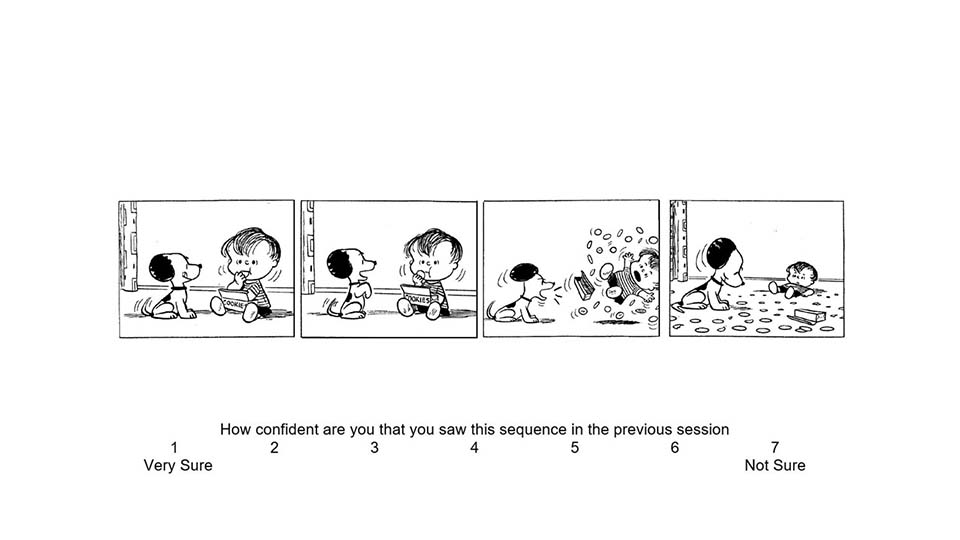 COOKIE
COOKIES
How confident are you that you saw this sequence in the previous session
1 2 3 4 5 6 7
Very Sure Not Sure